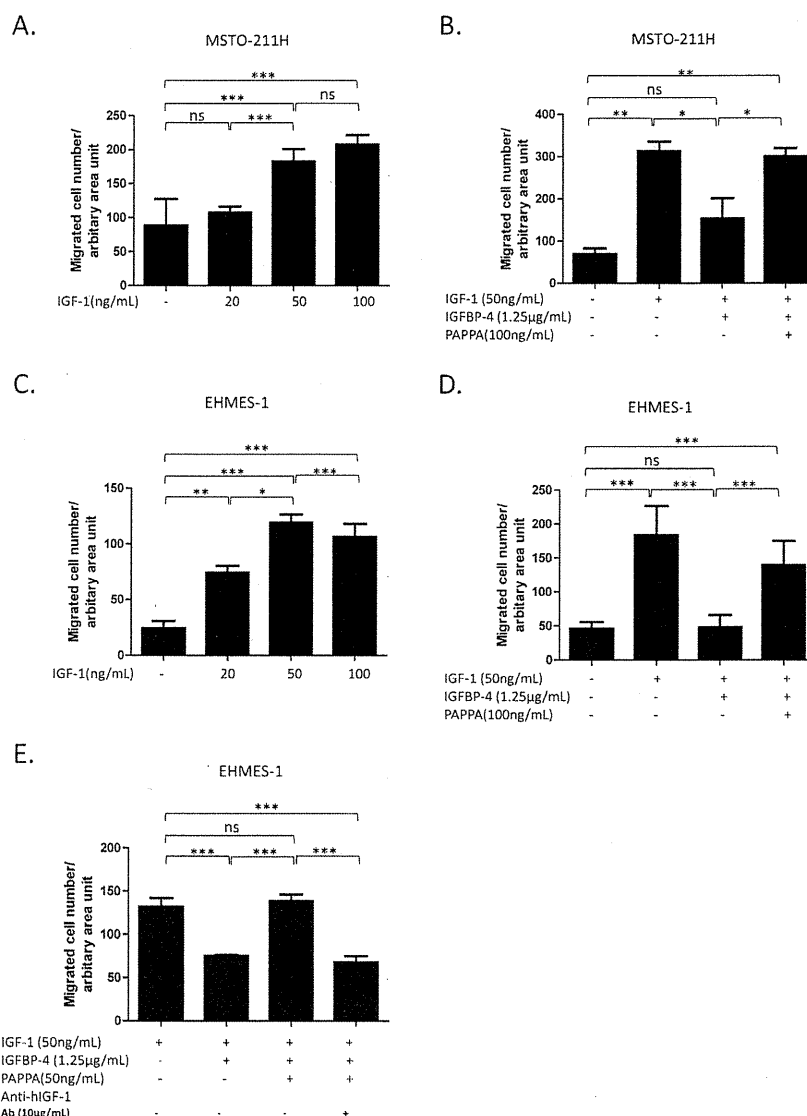 A.
MSTO-211H
***
***
ns
ns
***
Migrated cell number/
arbitary area unit
250
200
150
100
50
0
IGF-1(ng/mL)
-
20
50
100
B.
MSTO-211H
**
ns
**
*
*
Migrated cell number/
arbitrary area unit
400
300
200
100
0
IGF-1 (50ng/mL)
-
+
+
+
IGFBP-4 (1.25µg/mL)
-
-
+
+
PAPPA(100ng/mL)
-
-
-
+
C.
EHMES-1
***
***
***
**
*
Migrated cell number/
arbitary area unit
150
100
50
0
IGF-1(ng/mL)
-
20
50
100
D.
EHMES-1
***
ns
***
***
***
Migrated cell number/
arbitary area unit
250
200
150
100
50
0
IGF-1 (50ng/mL)
-
+
+
+
IGFBP-4 (1.25µg/mL)
-
-
+
+
PAPPA(100ng/mL)
-
-
-
+
E.
EHMES-1
***
ns
***
***
***
Migrated cell number/
arbitary area unit
200
150
100
50
0
IGF-1 (50ng/mL)
+
+
+
+
IGFBP-4 (1.25µg/mL)
-
+
+
+
PAPPA(50ng/mL)
-
-
+
+
Anti-hIGF-1
Ab (10µg/mL)
-
-
-
+